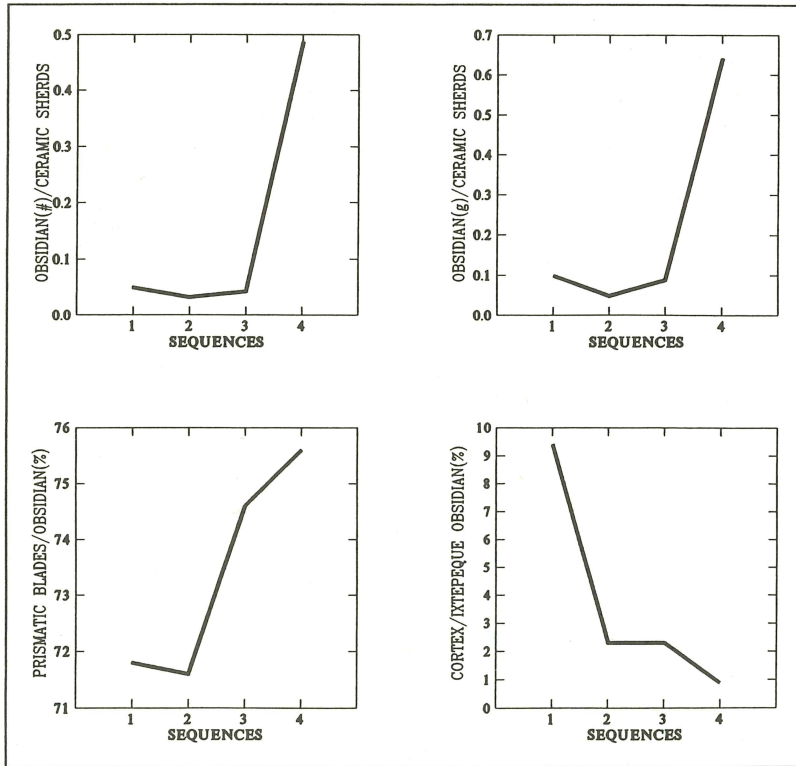 OBSIDIAN(#)/CERAMIC SHERDS
0.5
0.4
0.3
0.2
0.1
0.0
1 2 3 4
SEQUENCES
OBSIDIAN(g)/CERAMIC SHERDS
0.7
0.6
0.5
0.4
0.3
0.2
0.1
0.0
1 2 3 4
SEQUENCES
PRISMATIC BLADES/OBSIDIAN(%)
76
75
74
73
72
71
1 2 3 4
SEQUENCES
CORTEX/IXTEPEQUE OBSIDIAN(%)
10
9
8
7
6
5
4
3
2
1
0
1 2 3 4
SEQUENCES